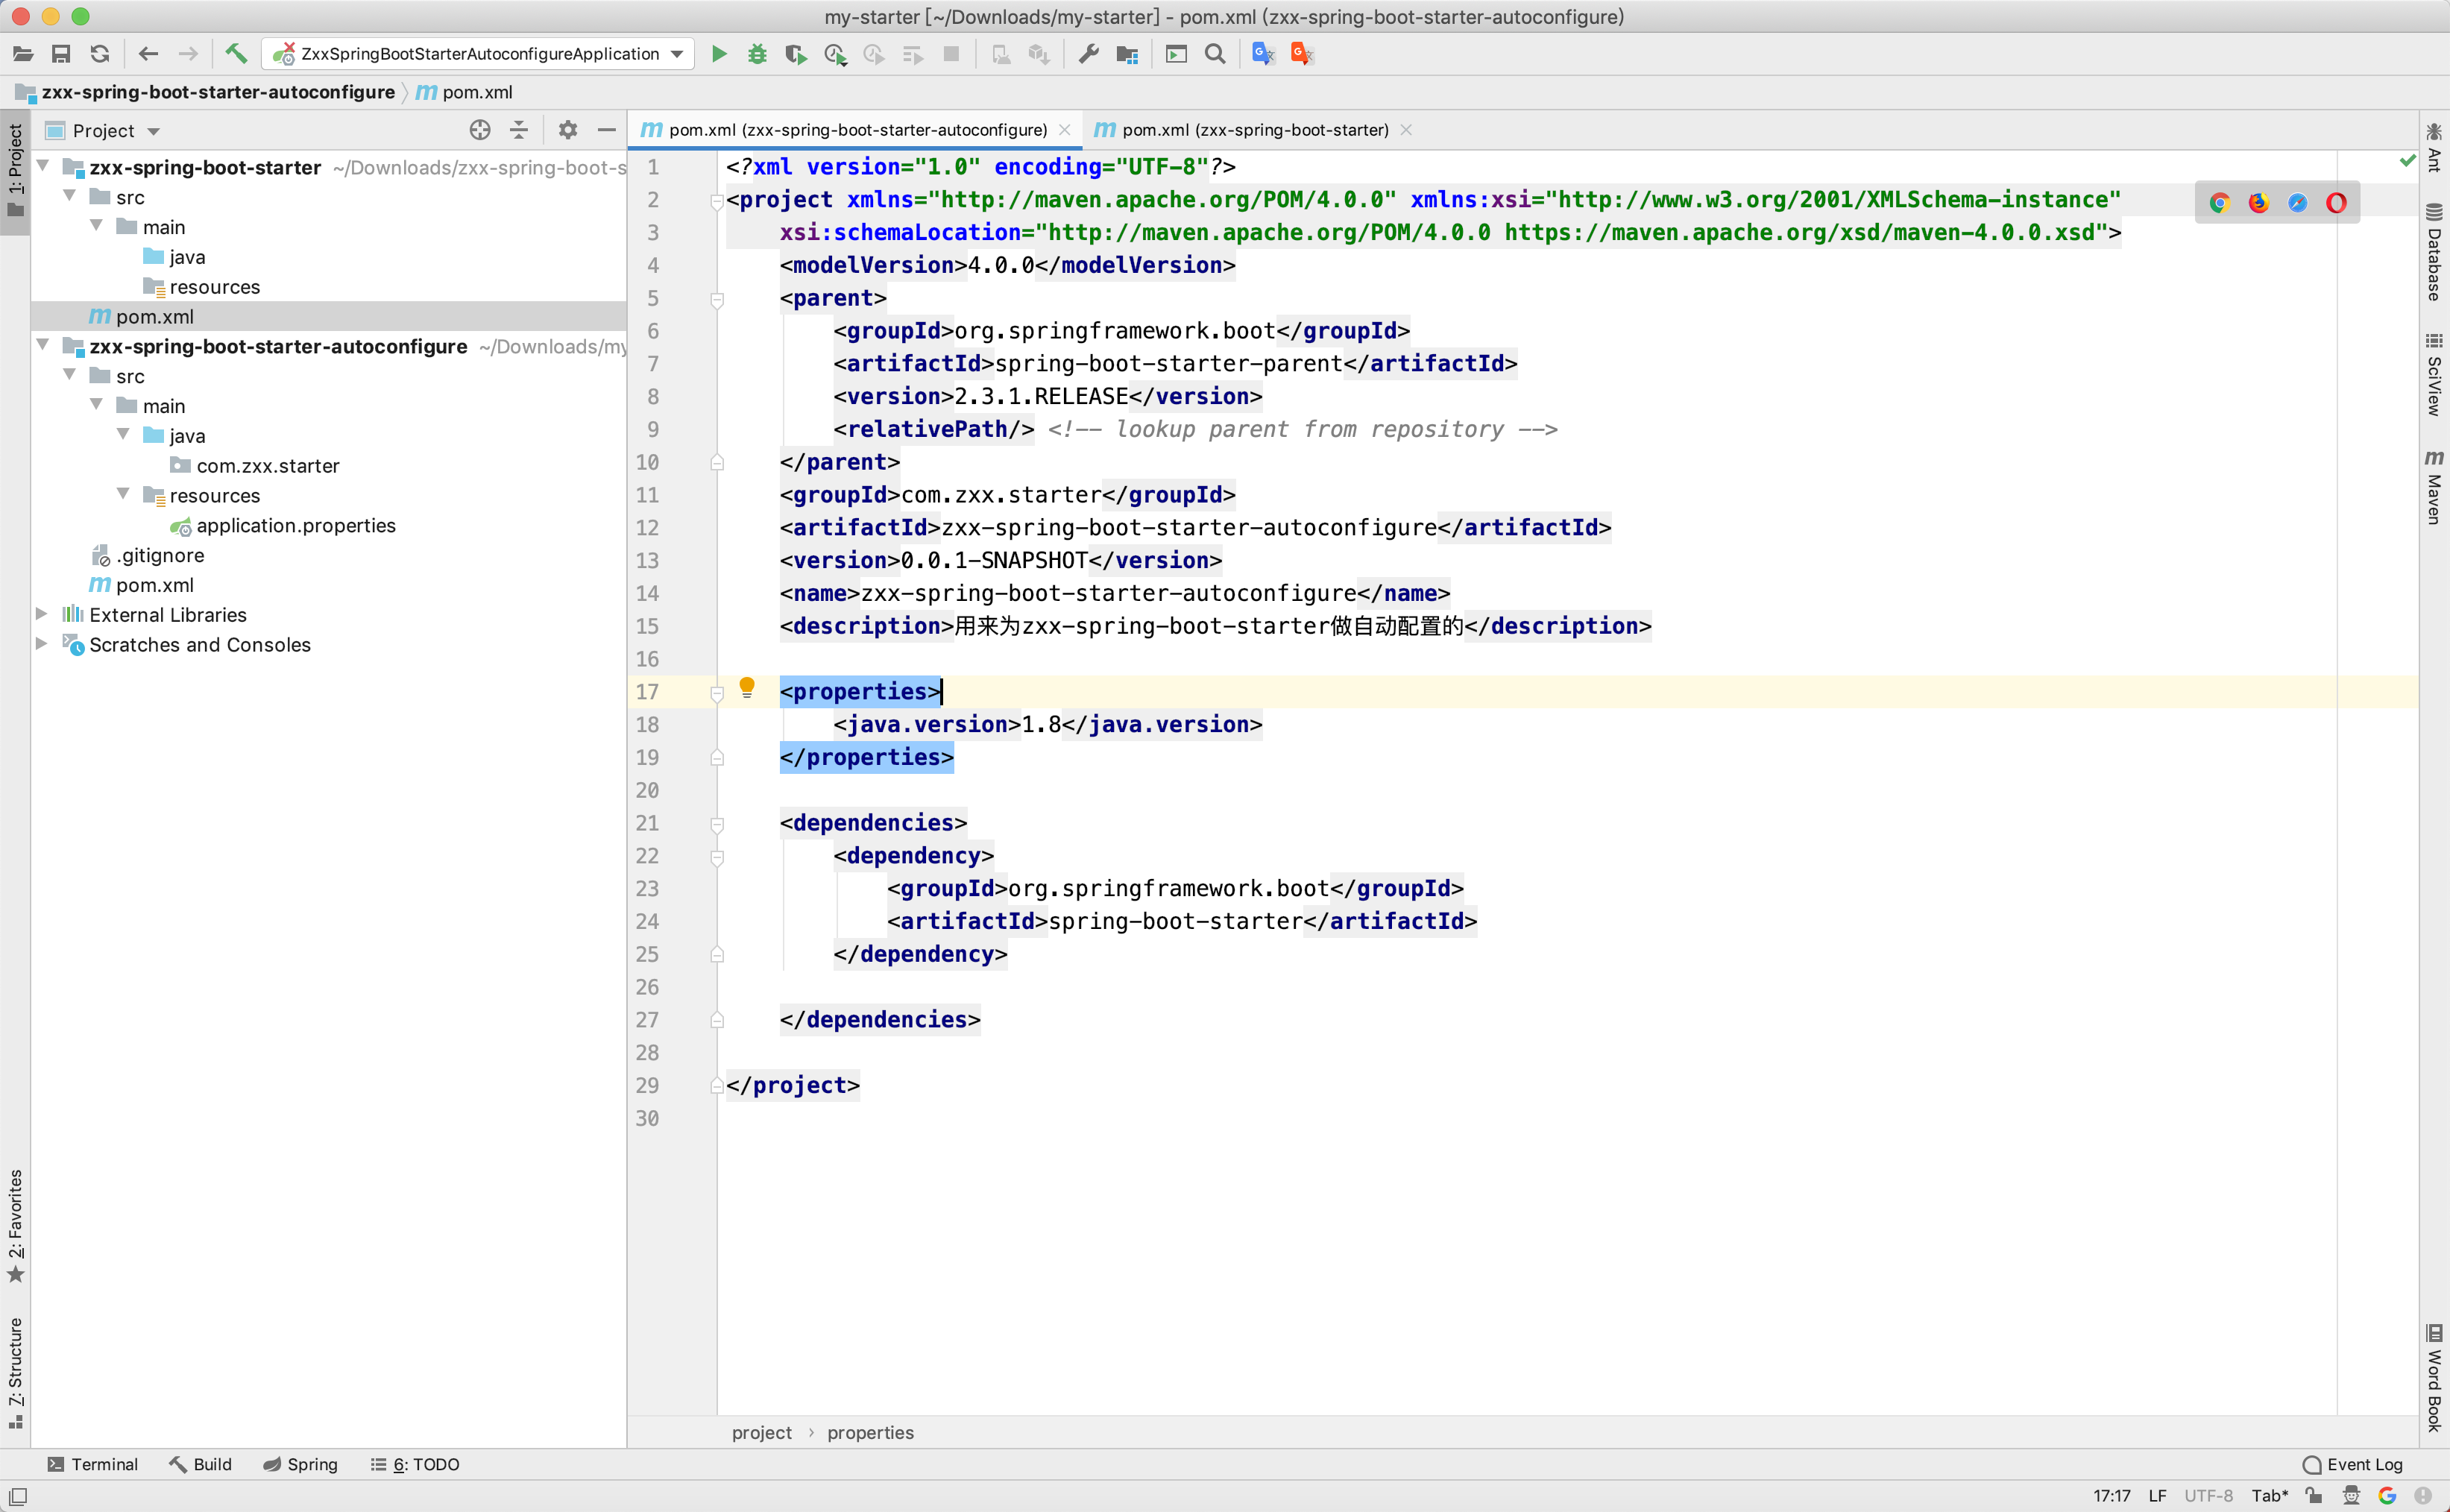 my-starter [~/Downloads/my-starter] - pom.xml (zxx-spring-boot-starter-autoconfigure)
ZxxSpringBootStarterAutoconfigureApplication
zxx-spring-boot-starter-autoconfigure pom.xml
Project
pom.xml (zxx-spring-boot-starter-autoconfigure)
pom.xml (zxx-spring-boot-starter)
1: Project
2: Favorites
Z: Structure
zxx-spring-boot-starter ~/Downloads/zxx-spring-boot-s
src
main
java
resources
pom.xml
zxx-spring-boot-starter-autoconfigure ~/Downloads/my
src
main
java
com.zxx.starter
resources
application.properties
.gitignore
pom.xml
External Libraries
Scratches and Consoles
1 <?xml version="1.0" encoding="UTF-8"?>
2 <project xmlns="http://maven.apache.org/POM/4.0.0" xmlns:xsi="http://www.w3.org/2001/XMLSchema-instance"
3 xsi:schemaLocation="http://maven.apache.org/POM/4.0.0 https://maven.apache.org/xsd/maven-4.0.0.xsd">
4 <modelVersion>4.0.0</modelVersion>
5 <parent>
6 <groupId>org.springframework.boot</groupId>
7 <artifactId>spring-boot-starter-parent</artifactId>
8 <version>2.3.1.RELEASE</version>
9 <relativePath/> <!-- lookup parent from repository -->
10 </parent>
11 <groupId>com.zxx.starter</groupId>
12 <artifactId>zxx-spring-boot-starter-autoconfigure</artifactId>
13 <version>0.0.1-SNAPSHOT</version>
14 <name>zxx-spring-boot-starter-autoconfigure</name>
15 <description>用来为zxx-spring-boot-starter做自动配置的</description>
16
17 <properties>
18 <java.version>1.8</java.version>
19 </properties>
20
21 <dependencies>
22 <dependency>
23 <groupId>org.springframework.boot</groupId>
24 <artifactId>spring-boot-starter</artifactId>
25 </dependency>
26
27 </dependencies>
28
29 </project>
30
project › properties
Ant
Database
SciView
Maven
Word Book
Terminal
Build
Spring
6: TODO
Event Log
17:17 LF UTF-8 Tab*